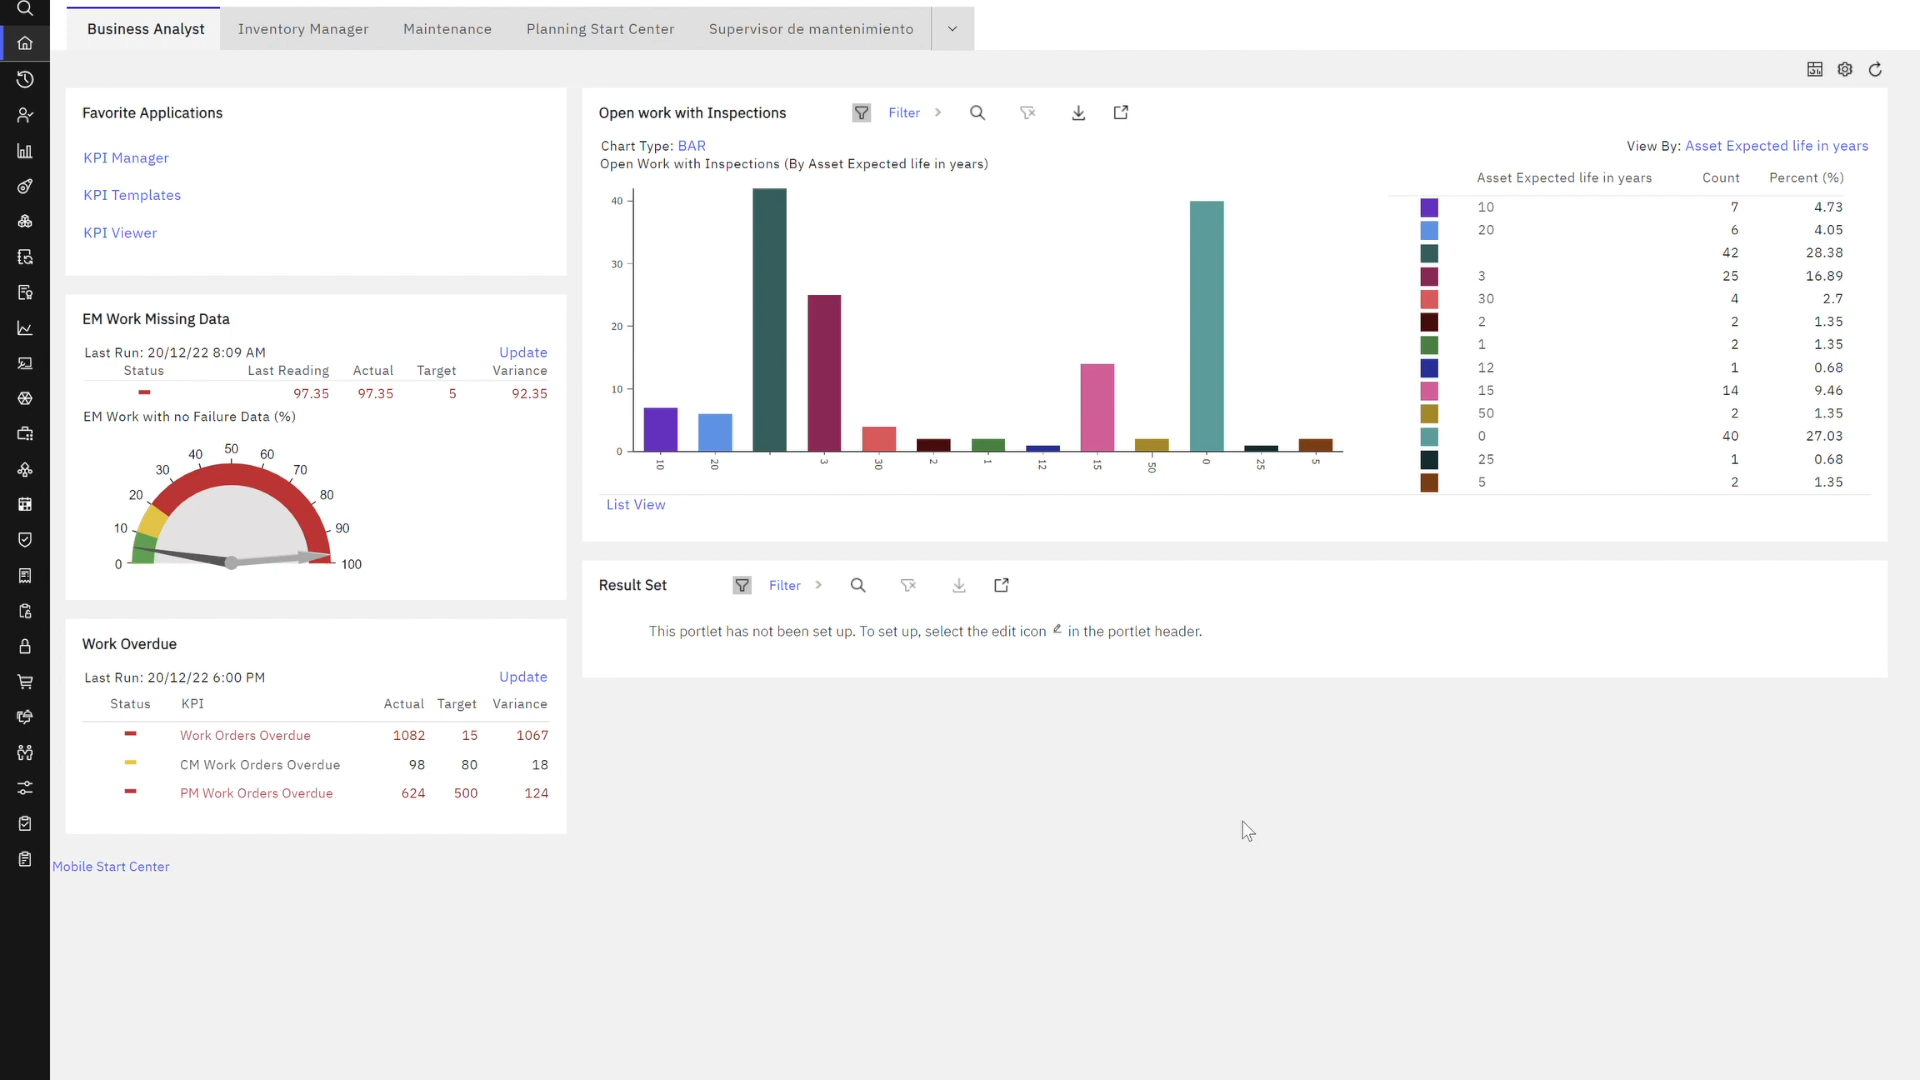 Business Analyst
Inventory Manager
Maintenance
Planning Start Center
Supervisor de mantenimiento
Favorite Applications
KPI Manager
KPI Templates
KPI Viewer
EM Work Missing Data
Last Run: 20/12/22 8:09 AM Update
Status Last Reading Actual Target Variance
97.35 97.35 5 92.35
EM Work with no Failure Data (%)
0 10 20 30 40 50 60 70 80 90 100
Work Overdue
Last Run: 20/12/22 6:00 PM Update
Status KPI Actual Target Variance
Work Orders Overdue 1082 15 1067
CM Work Orders Overdue 98 80 18
PM Work Orders Overdue 624 500 124
Mobile Start Center
Open work with Inspections Filter
Chart Type: BAR
View By: Asset Expected life in years
Open Work with Inspections (By Asset Expected life in years)
40
30
20
10
0
10 20 3 30 2 1 12 15 50 0 25 5
Asset Expected life in years Count Percent (%)
10 7 4.73
20 6 4.05
42 28.38
3 25 16.89
30 4 2.7
2 2 1.35
1 2 1.35
12 1 0.68
15 14 9.46
50 2 1.35
0 40 27.03
25 1 0.68
5 2 1.35
List View
Result Set Filter
This portlet has not been set up. To set up, select the edit icon in the portlet header.